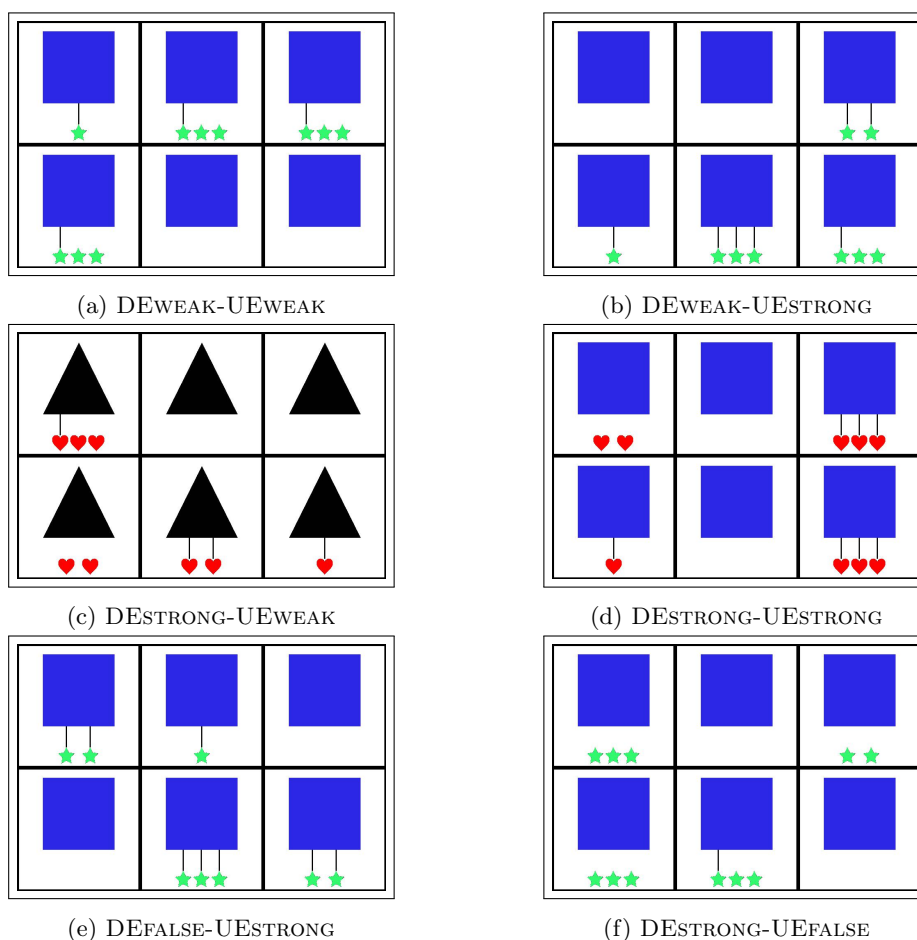 (a) DEWEAK-UEWEAK
(b) DEWEAK-UESTRONG
(c) DESTRONG-UEWEAK
(d) DESTRONG-UESTRONG
(e) DEFALSE-UESTRONG
(f) DESTRONG-UEFALSE